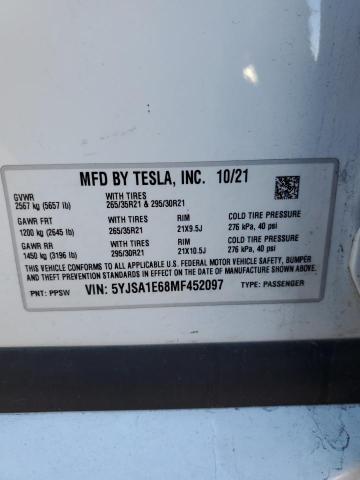 MFD BY TESLA, INC. 10/21
GVWR WITH TIRES
2567 kg (5657 lb) 265/35R21 & 295/30R21
GAWR FRT WITH TIRES RIM COLD TIRE PRESSURE
1200 kg (2645 lb) 265/35R21 21X9.5J 276 kPa, 40 psi
GAWR RR WITH TIRES RIM COLD TIRE PRESSURE
1450 kg (3196 lb) 295/30R21 21X10.5J 276 kPa, 40 psi
THIS VEHICLE CONFORMS TO ALL APPLICABLE U.S. FEDERAL MOTOR VEHICLE SAFETY, BUMPER
AND THEFT PREVENTION STANDARDS IN EFFECT ON THE DATE OF MANUFACTURE SHOWN ABOVE.
PNT: PPSW VIN: 5YJSA1E68MF452097 TYPE: PASSENGER